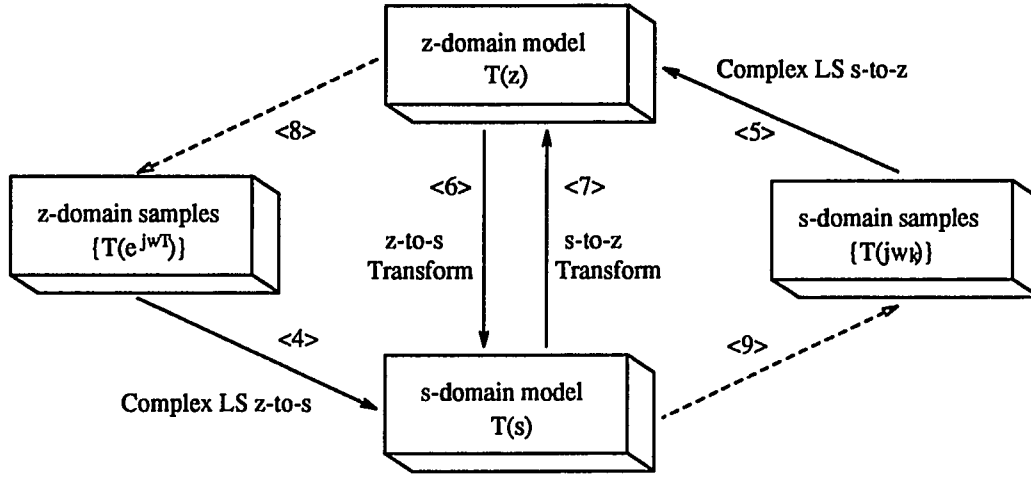 z-domain model
T(z)
Complex LS s-to-z
<8>
<5>
<6>
<7>
z-domain samples
{T(e^jwT)}
s-domain samples
{T(jwk)}
z-to-s
Transform
s-to-z
Transform
<4>
<9>
Complex LS z-to-s
s-domain model
T(s)